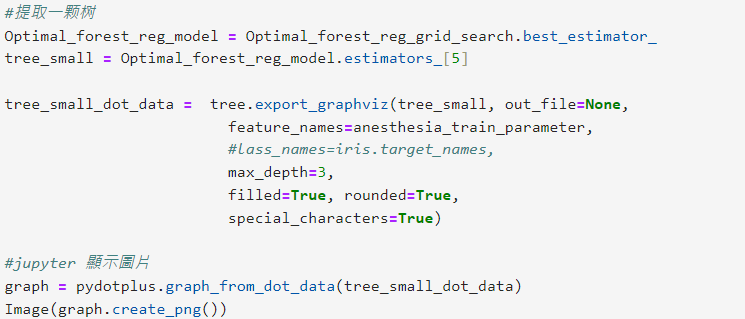 #提取一颗树
Optimal_forest_reg_model = Optimal_forest_reg_grid_search.best_estimator_
tree_small = Optimal_forest_reg_model.estimators_[5]
tree_small_dot_data =  tree.export_graphviz(tree_small, out_file=None,
feature_names=anesthesia_train_parameter,
#lass_names=iris.target_names,
max_depth=3,
filled=True, rounded=True,
special_characters=True)
#jupyter 顯示圖片
graph = pydotplus.graph_from_dot_data(tree_small_dot_data)
Image(graph.create_png())